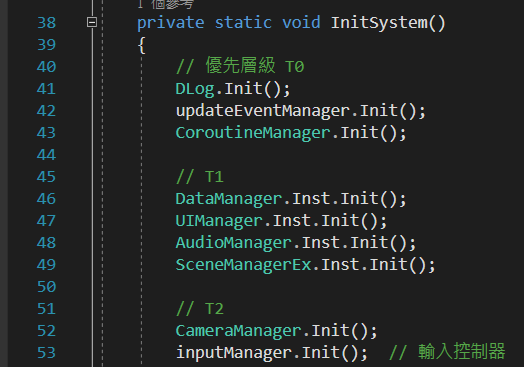 1 個參考
38 private static void InitSystem()
39 {
40 // 優先層級 T0
41 DLog.Init();
42 updateEventManager.Init();
43 CoroutineManager.Init();
44
45 // T1
46 DataManager.Inst.Init();
47 UIManager.Inst.Init();
48 AudioManager.Inst.Init();
49 SceneManagerEx.Inst.Init();
50
51 // T2
52 CameraManager.Init();
53 inputManager.Init(); // 輸入控制器